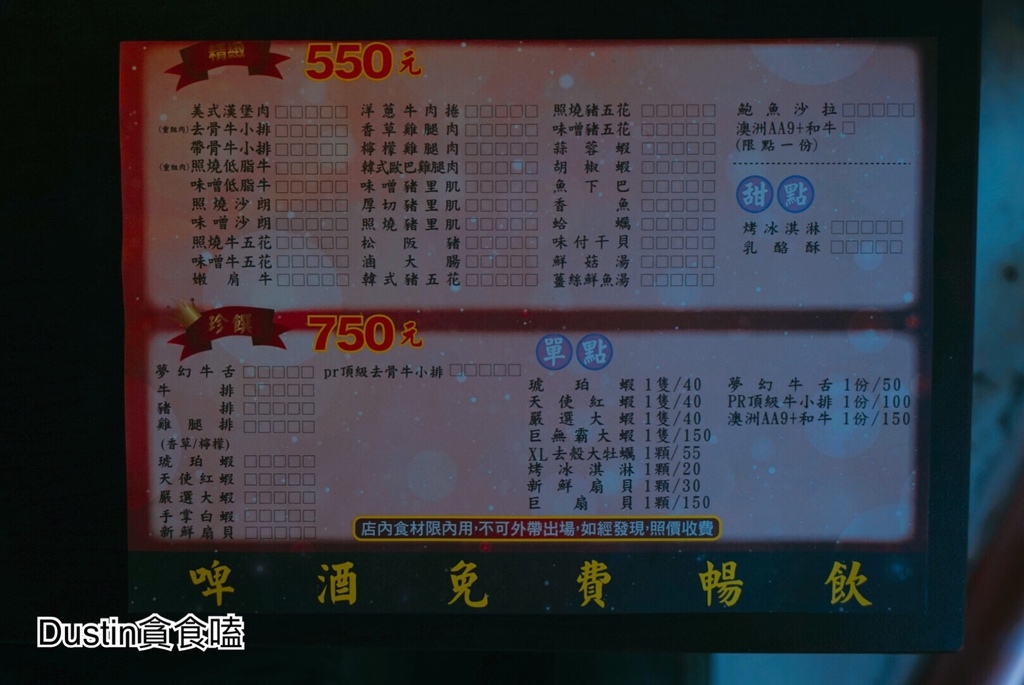 精緻 550元
美式漢堡肉□□□□□
(重組肉)去骨牛小排□□□□□
帶骨牛小排□□□□□
(重組肉)照燒低脂牛□□□□□
味噌低脂牛□□□□□
照燒沙朗□□□□□
味噌沙朗□□□□□
照燒牛五花□□□□□
味噌牛五花□□□□□
嫩肩牛□□□□□
洋蔥牛肉捲□□□□□
香草雞腿肉□□□□□
檸檬雞腿肉□□□□□
韓式歐巴雞腿肉□□□□□
味噌豬里肌□□□□□
厚切豬里肌□□□□□
照燒豬里肌□□□□□
松阪豬□□□□□
滷大腸□□□□□
韓式豬五花□□□□□
照燒豬五花□□□□□
味噌豬五花□□□□□
蒜蓉蝦□□□□□
胡椒蝦□□□□□
魚下巴□□□□□
香魚□□□□□
蛤蠣□□□□□
味付干貝□□□□□
鮮菇湯□□□□□
薑絲鮮魚湯□□□□□
鮑魚沙拉□□□□□
澳洲AA9+和牛□
(限點一份)
甜點
烤冰淇淋□□□□□
乳酪酥□□□□□
珍饌 750元
夢幻牛舌□□□□□
牛排□□□□□
豬排□□□□□
雞腿排□□□□□
(香草/檸檬)
琥珀蝦□□□□□
天使紅蝦□□□□□
嚴選大蝦□□□□□
手掌白蝦□□□□□
新鮮扇貝□□□□□
pr頂級去骨牛小排□□□□□
單點
琥珀蝦1隻/40
天使紅蝦1隻/40
嚴選大蝦1隻/40
巨無霸大蝦1隻/150
XL去殼大牡蠣1顆/55
烤冰淇淋1顆/20
新鮮扇貝1顆/30
巨扇貝1顆/150
夢幻牛舌1份/50
PR頂級牛小排1份/100
澳洲AA9+和牛1份/150
店內食材限內用,不可外帶出場,如經發現,照價收費
啤酒免費暢飲
Dustin貪食嗑